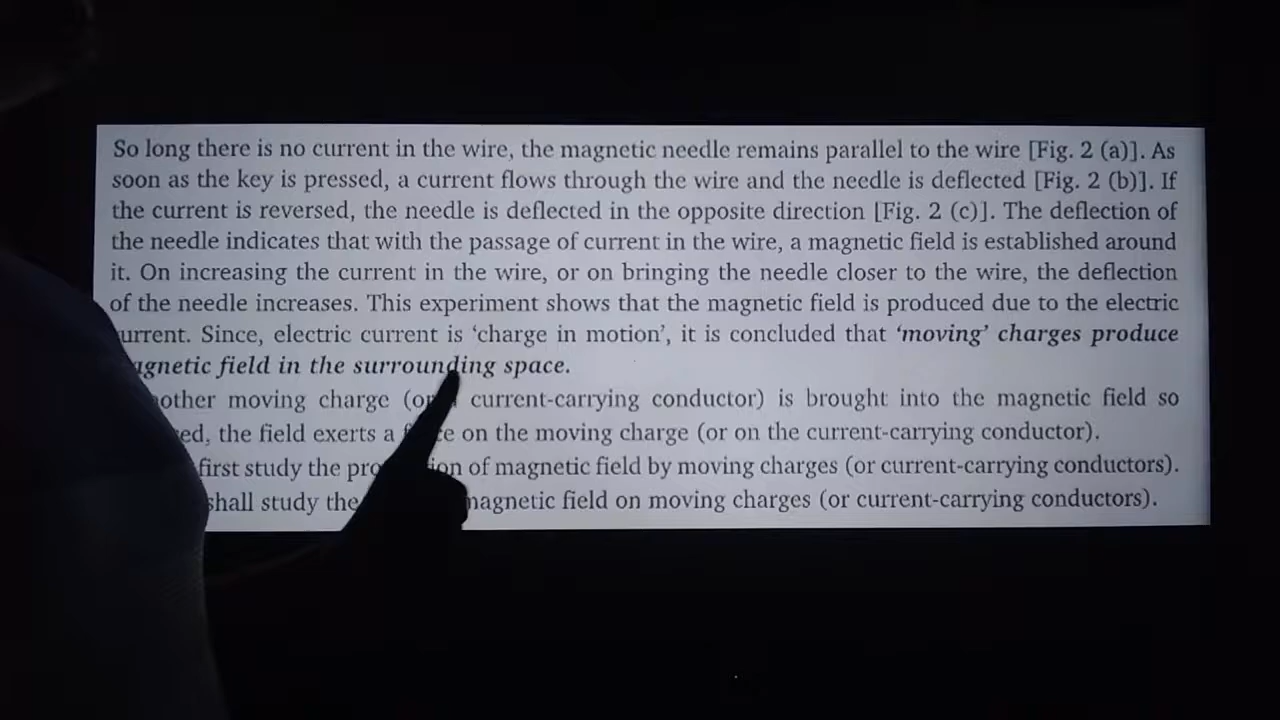 So long there is no current in the wire, the magnetic needle remains parallel to the wire [Fig. 2 (a)]. As
soon as the key is pressed, a current flows through the wire and the needle is deflected [Fig. 2 (b)]. If
the current is reversed, the needle is deflected in the opposite direction [Fig. 2 (c)]. The deflection of
the needle indicates that with the passage of current in the wire, a magnetic field is established around
it. On increasing the current in the wire, or on bringing the needle closer to the wire, the deflection
of the needle increases. This experiment shows that the magnetic field is produced due to the electric
urrent. Since, electric current is ‘charge in motion’, it is concluded that ‘moving’ charges produce
agnetic field in the surrounding space.
other moving charge (or current-carrying conductor) is brought into the magnetic field so
ed, the field exerts a on the moving charge (or on the current-carrying conductor).
first study the of magnetic field by moving charges (or current-carrying conductors).
shall study the magnetic field on moving charges (or current-carrying conductors).